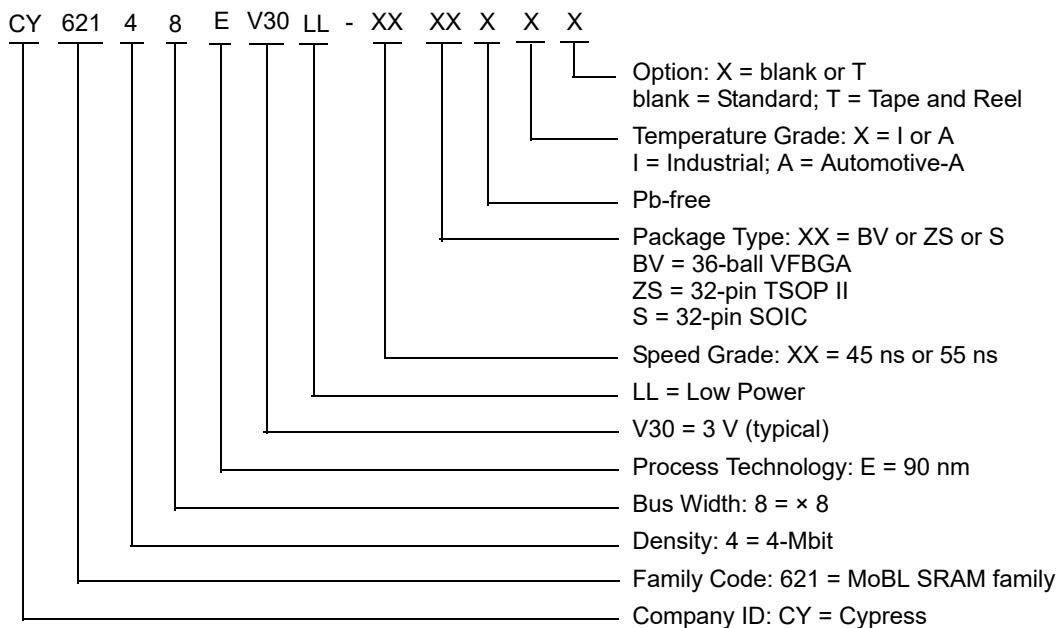 CY 621 4 8 E V30 LL - XX XX X X X
Option: X = blank or T
blank = Standard; T = Tape and Reel
Temperature Grade: X = I or A
I = Industrial; A = Automotive-A
Pb-free
Package Type: XX = BV or ZS or S
BV = 36-ball VFBGA
ZS = 32-pin TSOP II
S = 32-pin SOIC
Speed Grade: XX = 45 ns or 55 ns
LL = Low Power
V30 = 3 V (typical)
Process Technology: E = 90 nm
Bus Width: 8 = × 8
Density: 4 = 4-Mbit
Family Code: 621 = MoBL SRAM family
Company ID: CY = Cypress